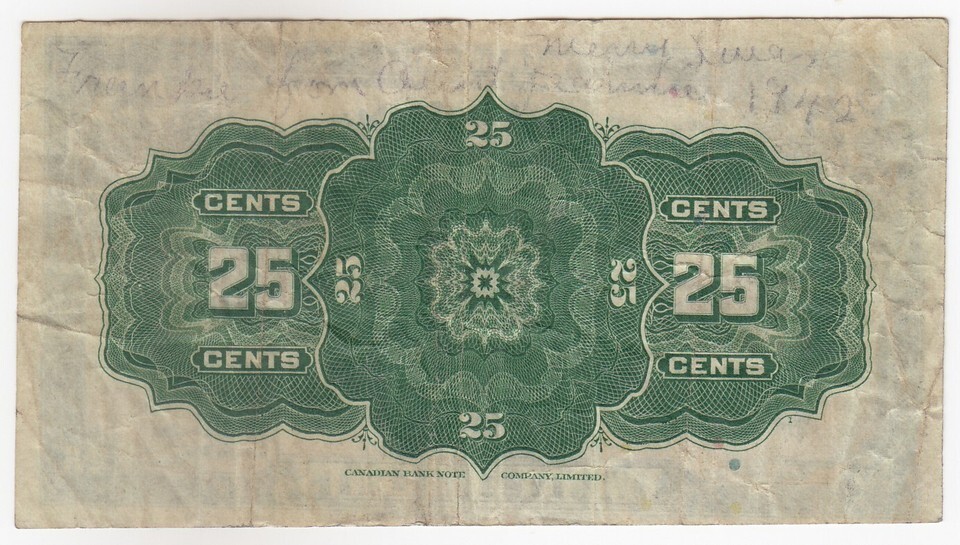 Merry Xmas
from 1942
25
CENTS CENTS
25 25 25 25
CENTS CENTS
25
CANADIAN BANK NOTE COMPANY, LIMITED.